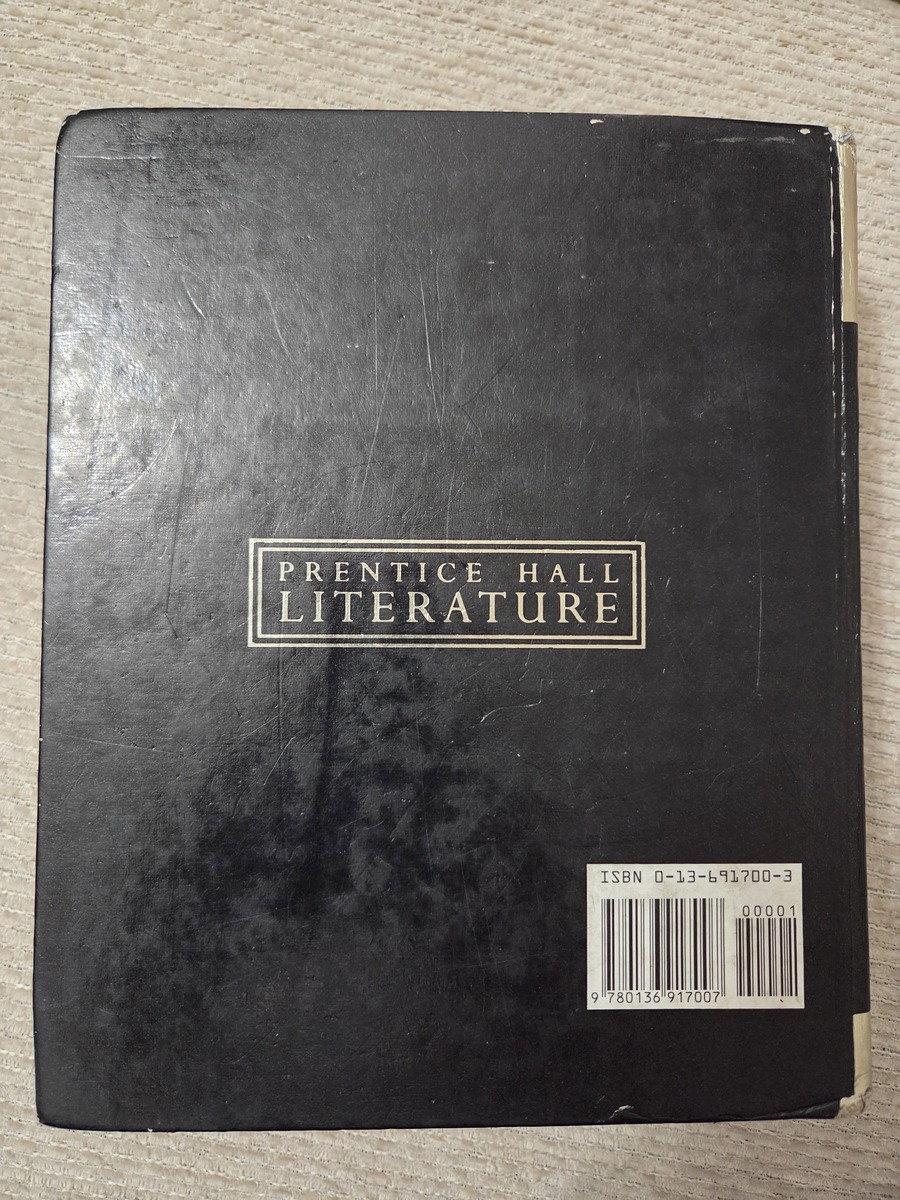 PRENTICE HALL
LITERATURE
ISBN 0-13-691700-3
00001
9 780136 917007